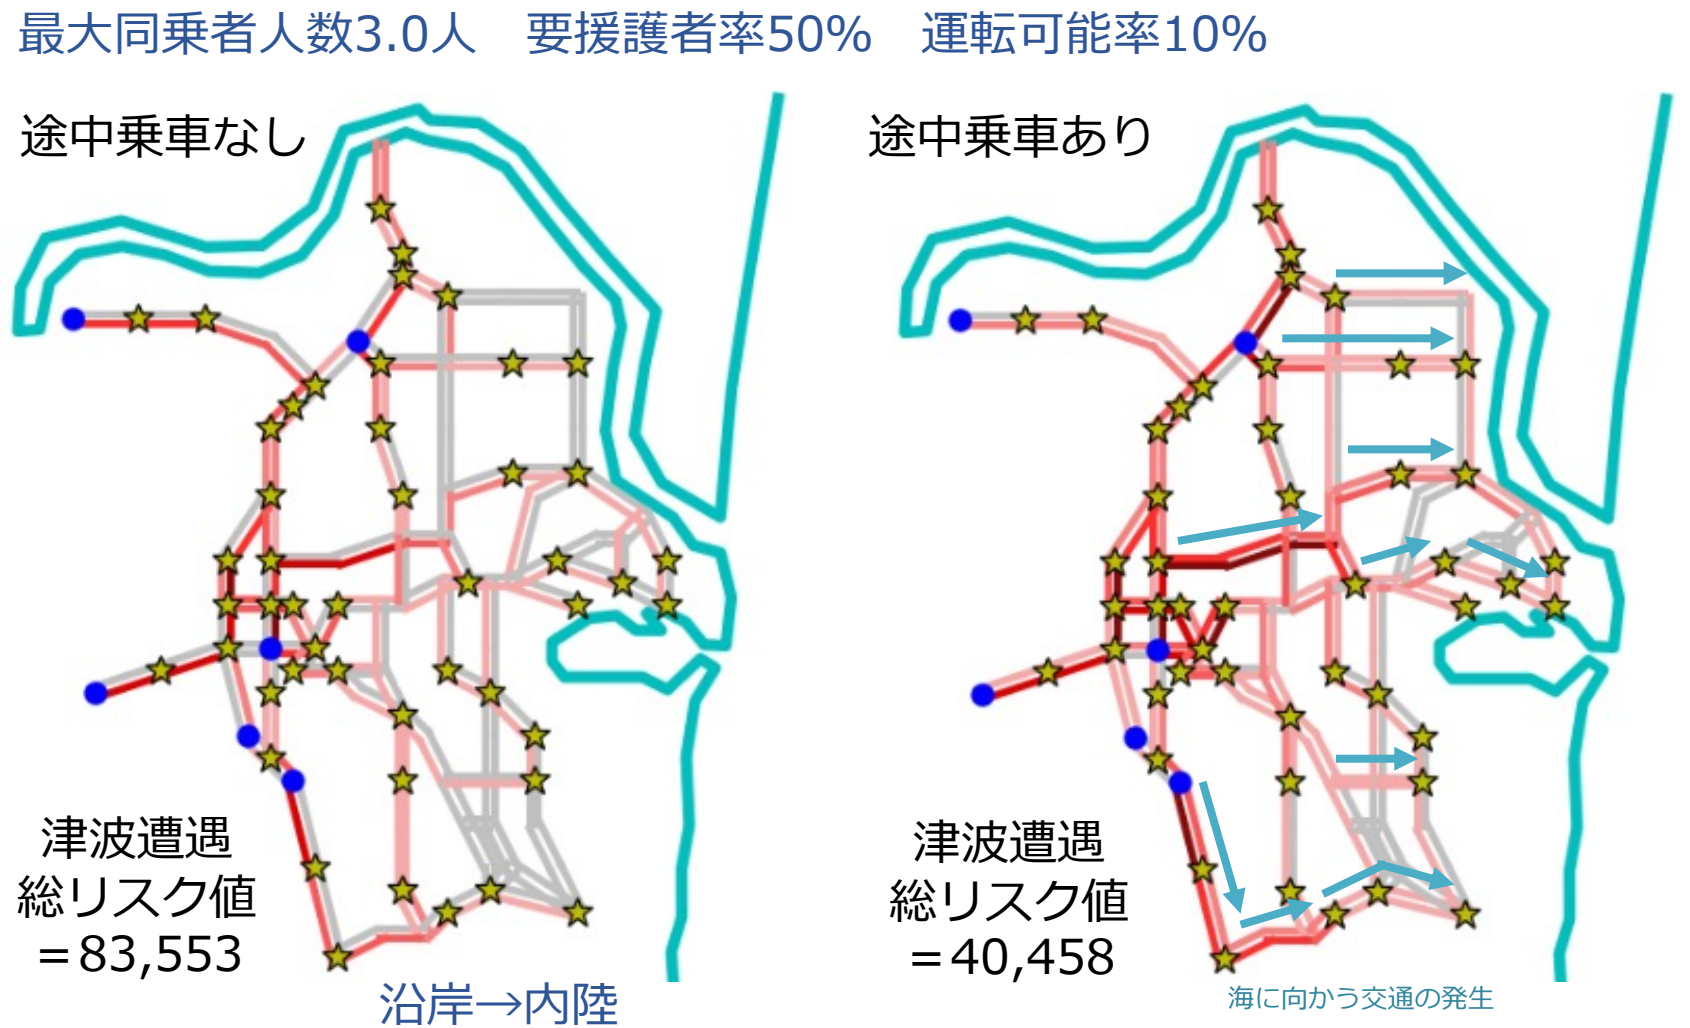 最大同乗者人数3.0人　要援護者率50%　運転可能率10%
途中乗車なし
途中乗車あり
津波遭遇
総リスク値
＝83,553
津波遭遇
総リスク値
＝40,458
沿岸→内陸
海に向かう交通の発生